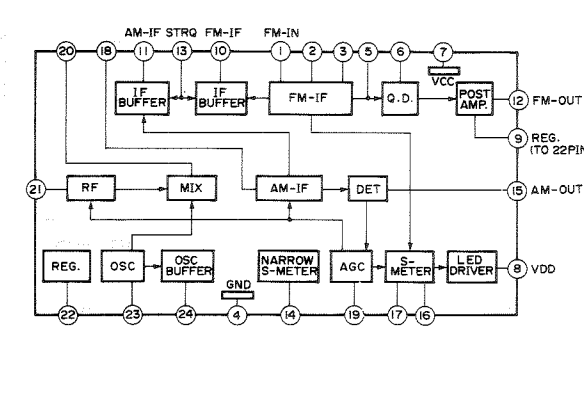 AM-IF STRQ FM-IF FM-IN
20 18 11 13 10 1 2 3 5 6 7
VCC
IF BUFFER
IF BUFFER
FM-IF
Q.D.
POST AMP.
12 FM-OUT
9 REG.
(TO 22PIN
21 RF MIX AM-IF DET 15 AM-OUT
REG. OSC OSC BUFFER
NARROW S-METER
AGC
S-METER
LED DRIVER
8 VDD
GND
22 23 24 4 14 19 17 16